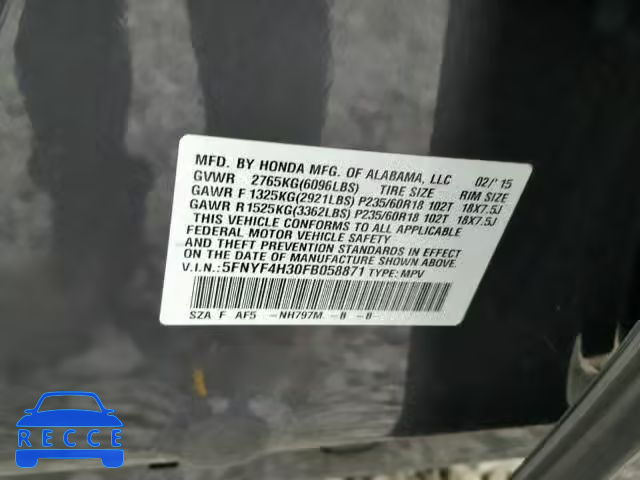 MFD. BY HONDA MFG. OF ALABAMA, LLC 02/'15
GVWR 2765KG(6096LBS) TIRE SIZE RIM SIZE
GAWR F 1325KG(2921LBS) P235/60R18 102T 18X7.5J
GAWR R 1525KG(3362LBS) P235/60R18 102T 18X7.5J
THIS VEHICLE CONFORMS TO ALL APPLICABLE
FEDERAL MOTOR VEHICLE SAFETY
AND THEFT PREVENTION STANDARDS IN EFFECT
ON THE DATE OF MANUFACTURE SHOWN ABOVE.
V.I.N.:5FNYF4H30FB058871 TYPE: MPV
SZA F AF5 -NH797M -B -B-
RECCE